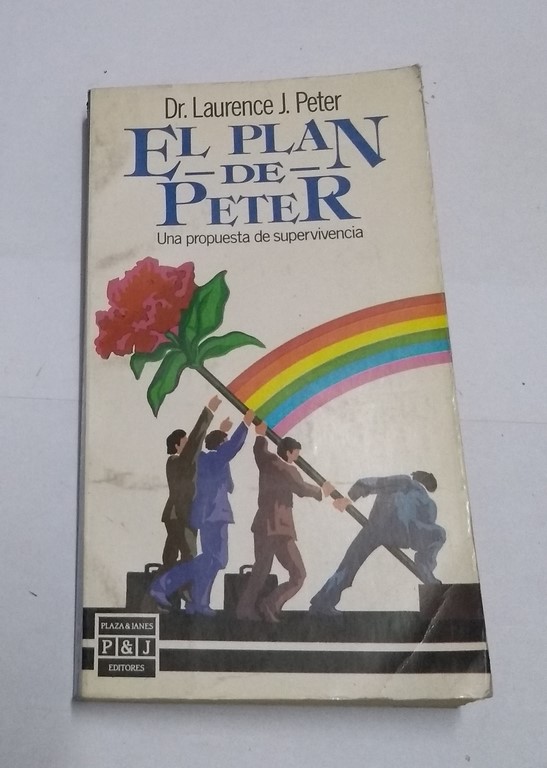 Dr. Laurence J. Peter
EL PLAN
— DE —
PETER
Una propuesta de supervivencia
PLAZA & JANES
P & J
EDITORES